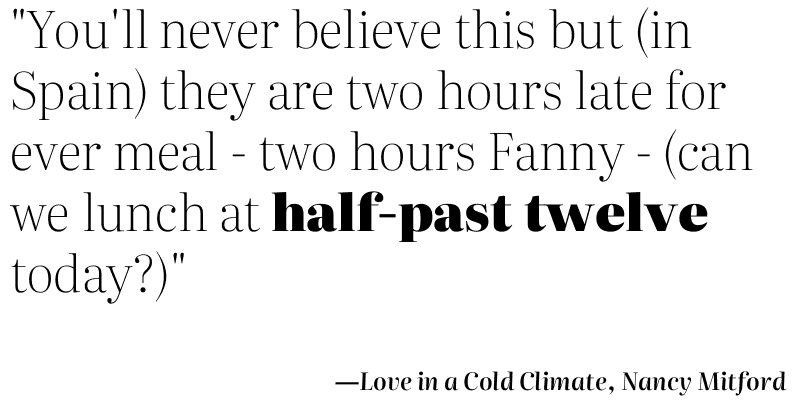 "You'll never believe this but (in
Spain) they are two hours late for
ever meal - two hours Fanny - (can
we lunch at half-past twelve
today?)"
—Love in a Cold Climate, Nancy Mitford